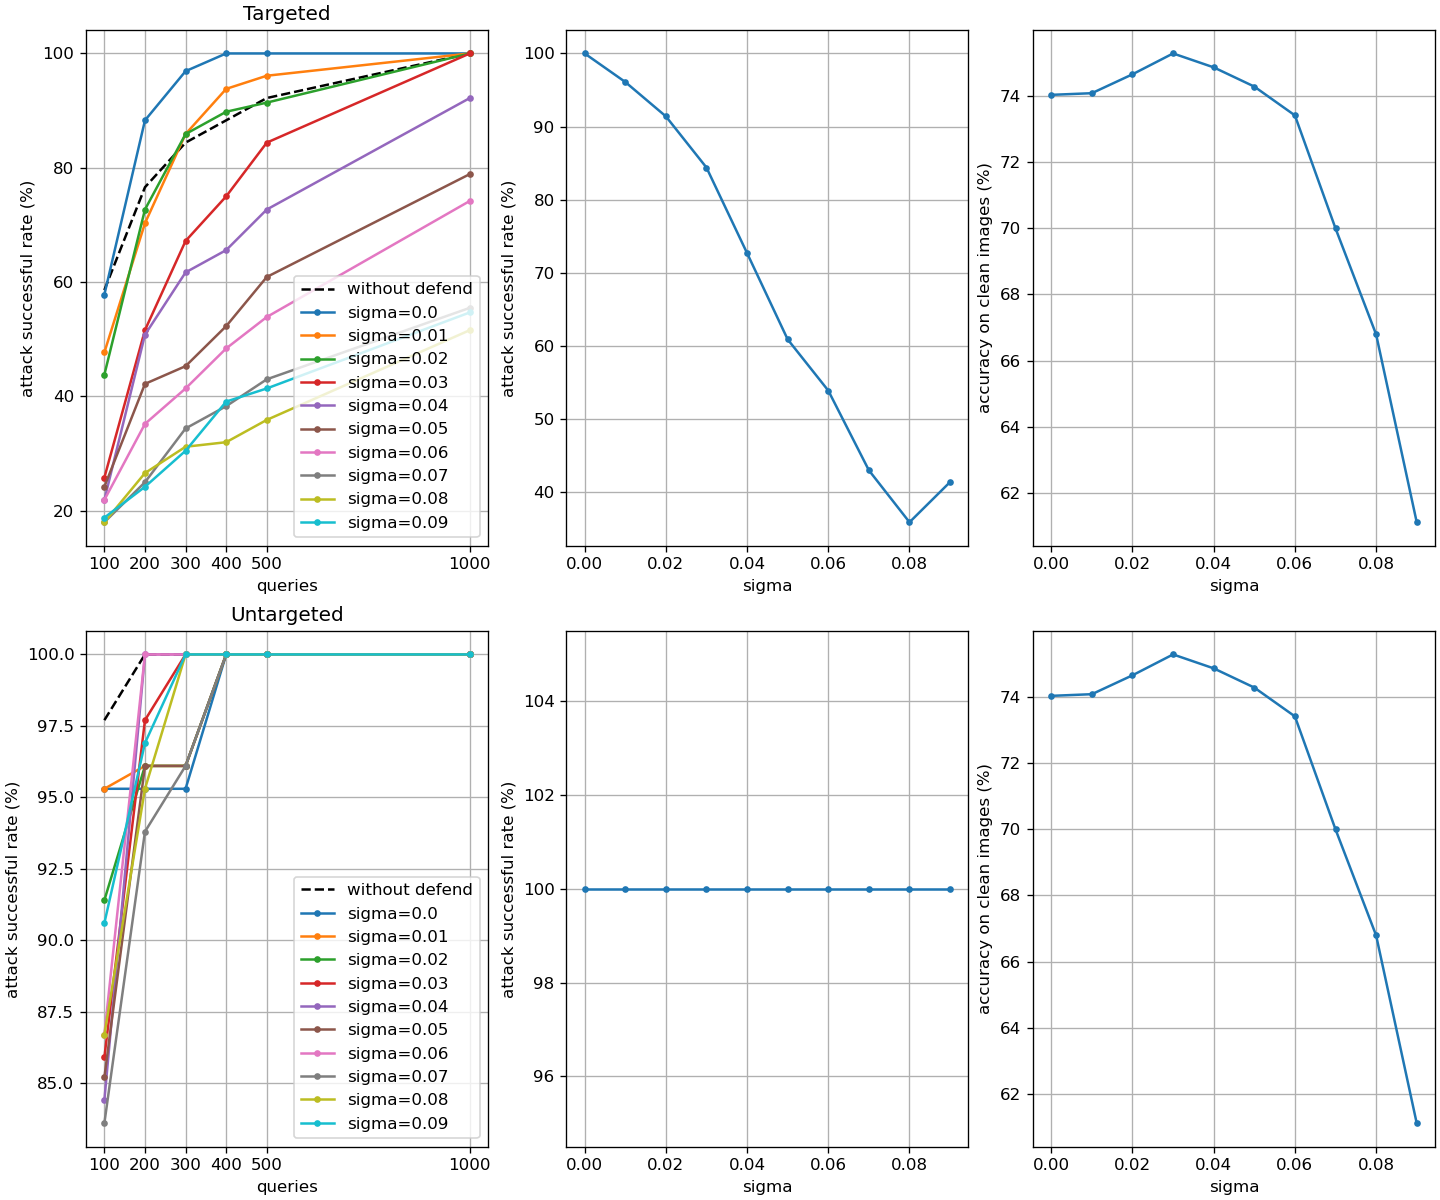 Targeted
attack successful rate (%)
100
80
60
40
20
without defend
sigma=0.0
sigma=0.01
sigma=0.02
sigma=0.03
sigma=0.04
sigma=0.05
sigma=0.06
sigma=0.07
sigma=0.08
sigma=0.09
100 200 300 400 500 1000
queries
attack successful rate (%)
100
90
80
70
60
50
40
0.00 0.02 0.04 0.06 0.08
sigma
accuracy on clean images (%)
74
72
70
68
66
64
62
0.00 0.02 0.04 0.06 0.08
sigma
Untargeted
attack successful rate (%)
100.0
97.5
95.0
92.5
90.0
87.5
85.0
without defend
sigma=0.0
sigma=0.01
sigma=0.02
sigma=0.03
sigma=0.04
sigma=0.05
sigma=0.06
sigma=0.07
sigma=0.08
sigma=0.09
100 200 300 400 500 1000
queries
attack successful rate (%)
104
102
100
98
96
0.00 0.02 0.04 0.06 0.08
sigma
accuracy on clean images (%)
74
72
70
68
66
64
62
0.00 0.02 0.04 0.06 0.08
sigma